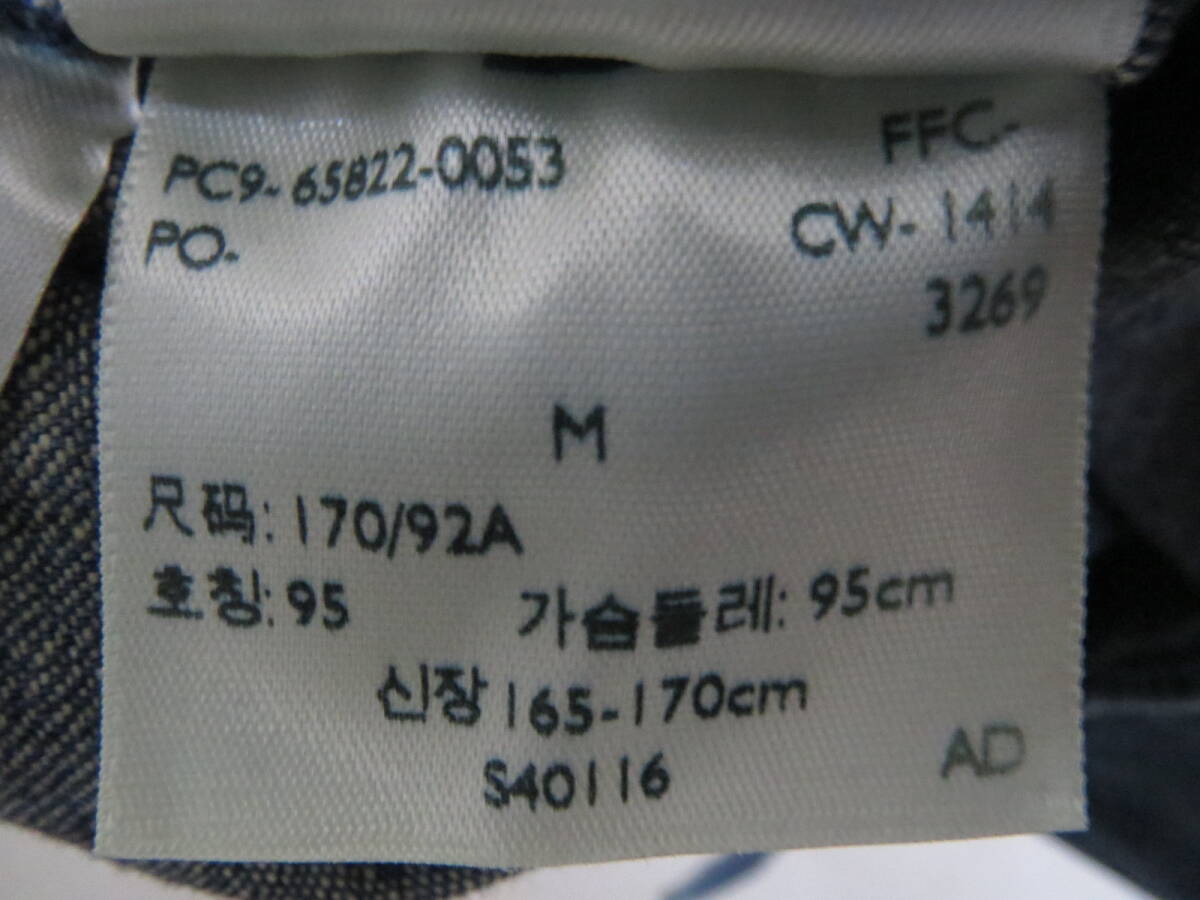 PC9-65822-0053 FFC-
PO- CW-1414
3269
M
尺码: 170/92A
호칭: 95 가슴둘레: 95cm
신장 165-170cm
S40116 AD